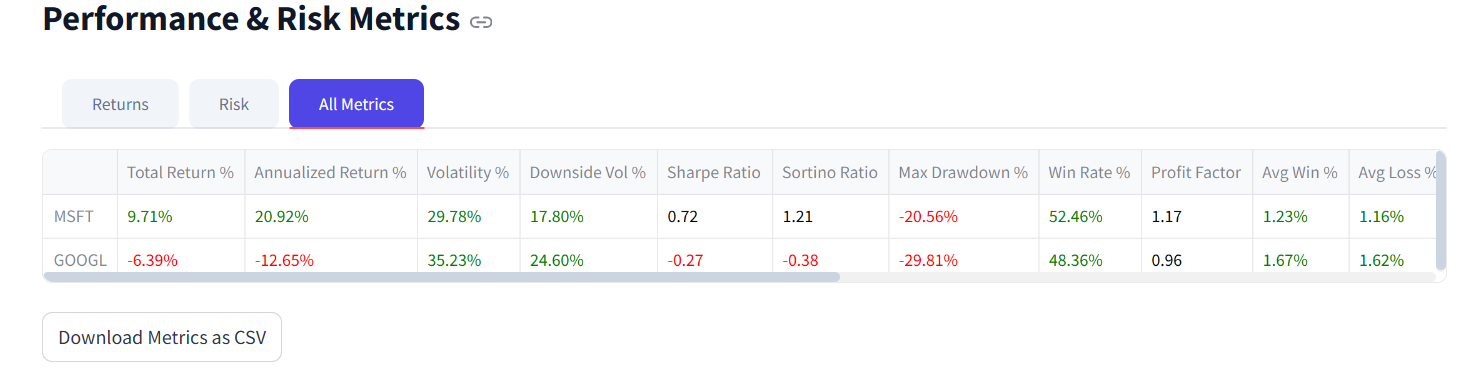 Performance & Risk Metrics
Returns Risk All Metrics
Total Return % Annualized Return % Volatility % Downside Vol % Sharpe Ratio Sortino Ratio Max Drawdown % Win Rate % Profit Factor Avg Win % Avg Loss %
MSFT 9.71% 20.92% 29.78% 17.80% 0.72 1.21 -20.56% 52.46% 1.17 1.23% 1.16%
GOOGL -6.39% -12.65% 35.23% 24.60% -0.27 -0.38 -29.81% 48.36% 0.96 1.67% 1.62%
Download Metrics as CSV